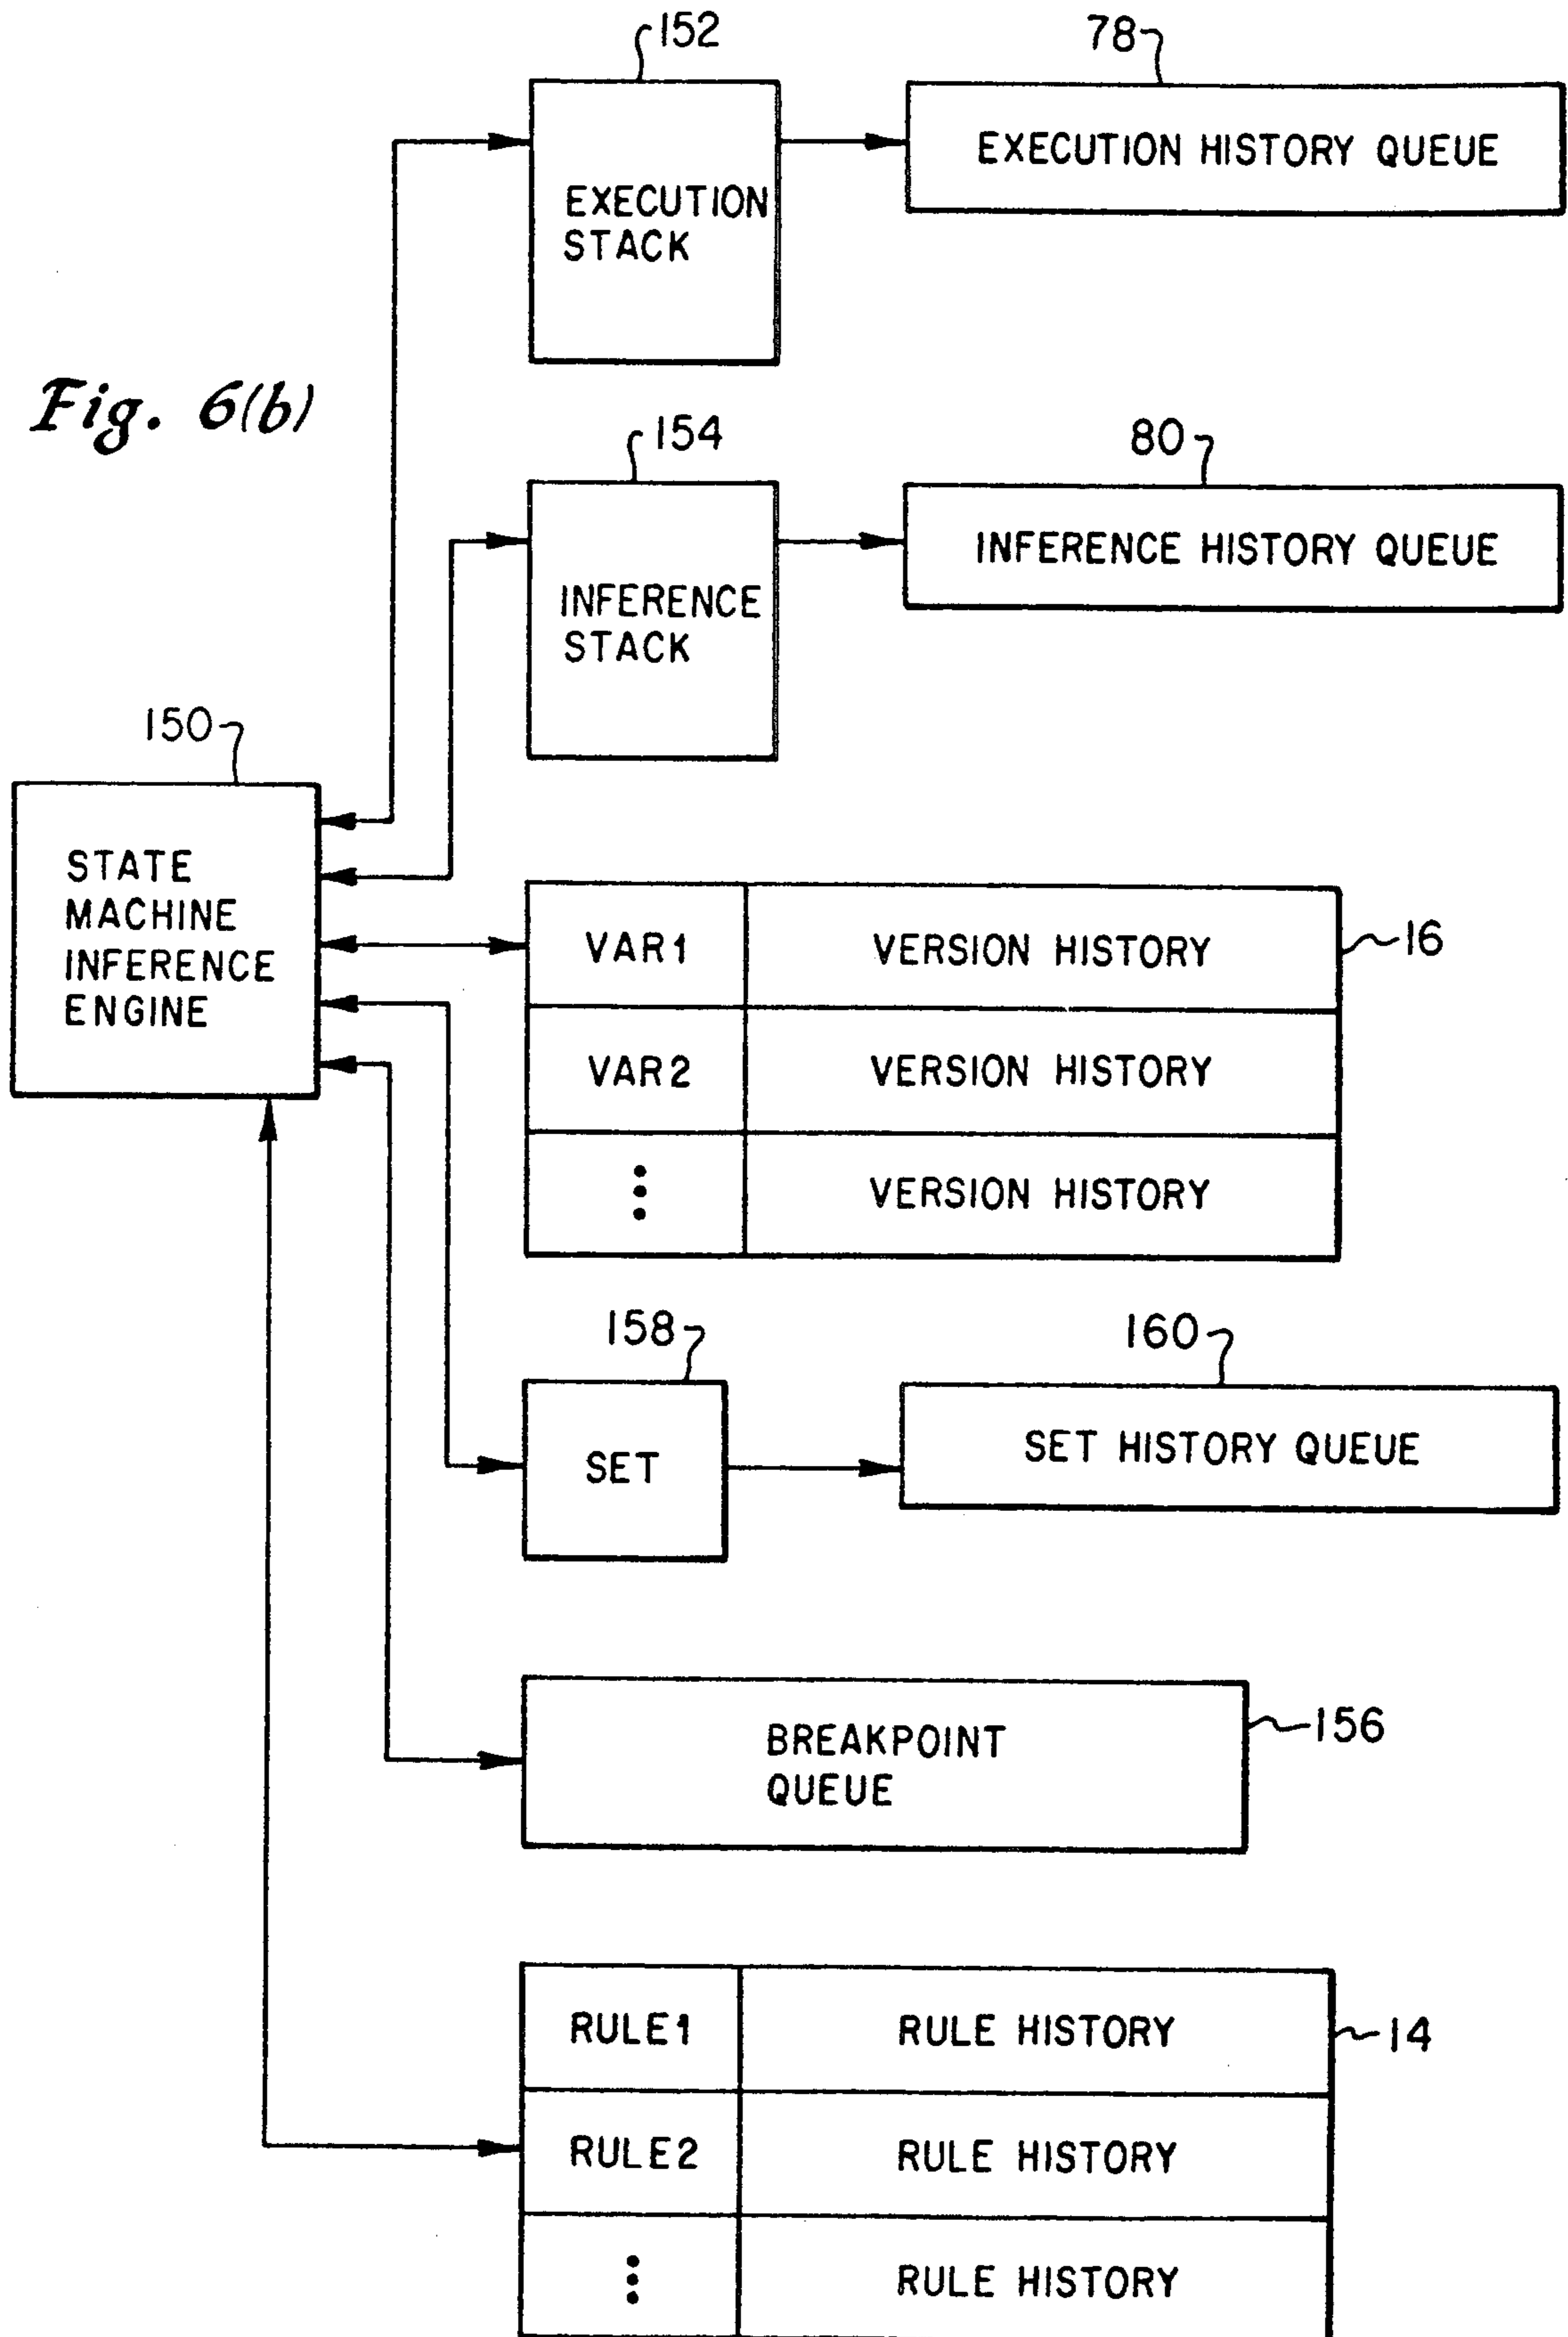 152
78
EXECUTION
STACK
EXECUTION HISTORY QUEUE
Fig. 6(b)
154
80
INFERENCE
STACK
INFERENCE HISTORY QUEUE
150
STATE
MACHINE
INFERENCE
ENGINE
VAR1
VERSION HISTORY
16
VAR2
VERSION HISTORY
VERSION HISTORY
158
160
SET
SET HISTORY QUEUE
BREAKPOINT
QUEUE
156
RULE1
RULE HISTORY
14
RULE2
RULE HISTORY
RULE HISTORY